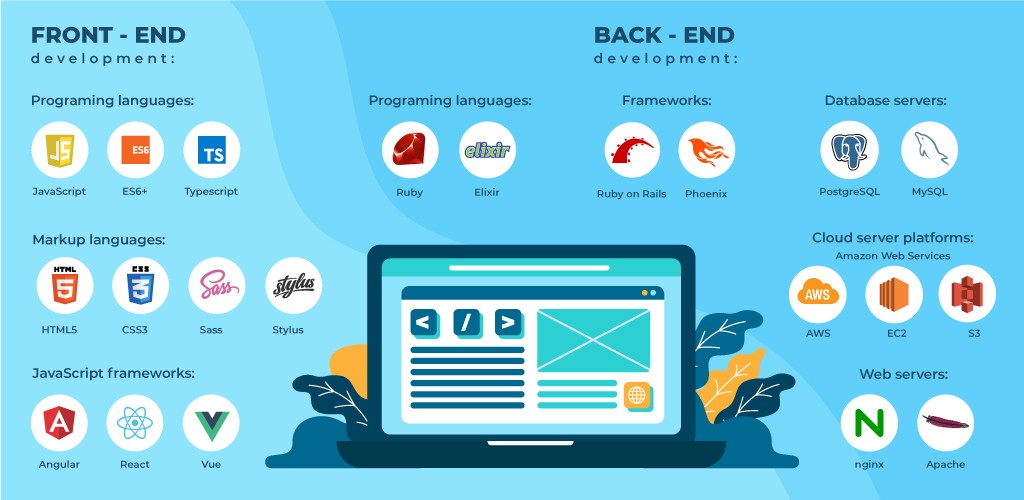 FRONT - END
development:
Programing languages:
JS
ES6
TS
JavaScript
ES6+
Typescript
Markup languages:
HTML
5
CSS
3
Sass
stylus
HTML5
CSS3
Sass
Stylus
JavaScript frameworks:
A
Angular
React
Vue
BACK - END
development:
Programing languages:
elixir
Ruby
Elixir
Frameworks:
Ruby on Rails
Phoenix
Database servers:
PostgreSQL
MySQL
Cloud server platforms:
Amazon Web Services
AWS
AWS
EC2
S3
Web servers:
N
nginx
Apache
< / >